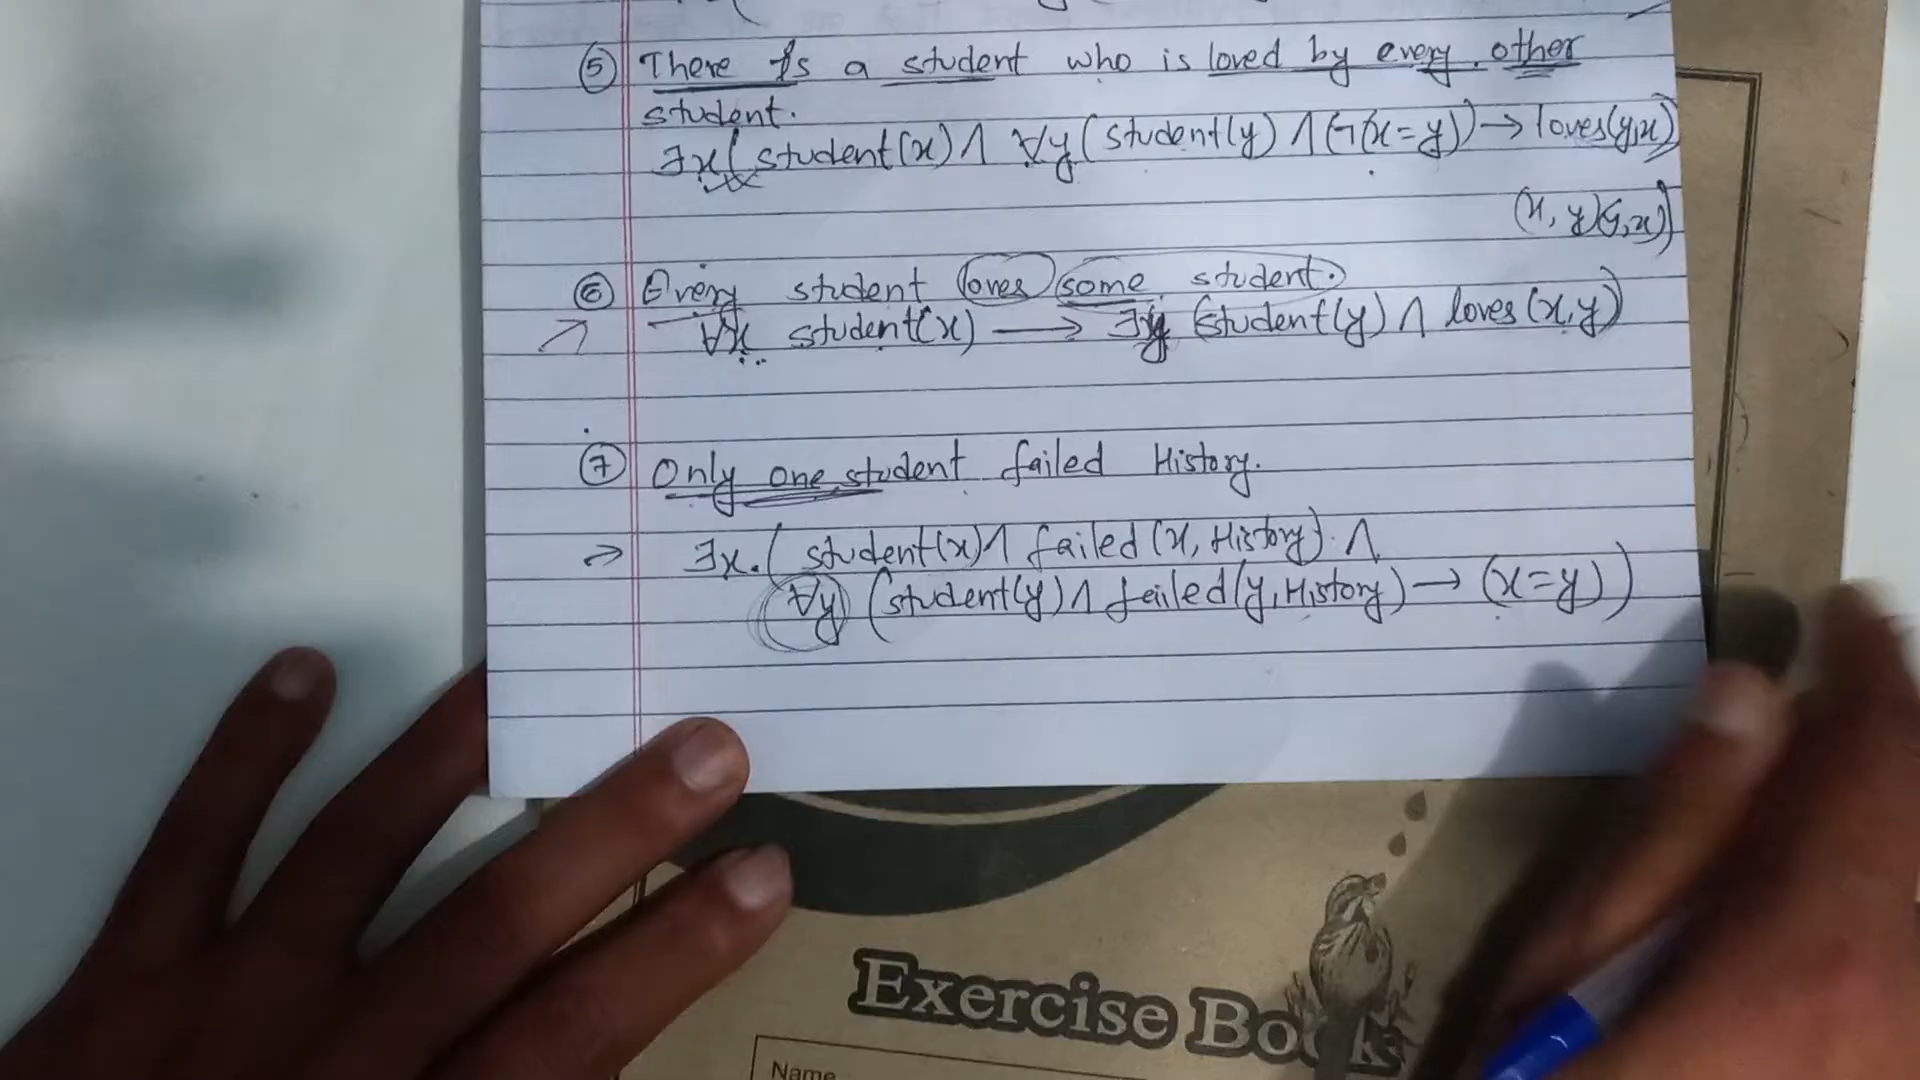 ⑤ There is a student who is loved by every other
student.
∃x(student(x)∧ ∀y(student(y) ∧(¬(x=y))→loves(y,x)
(x, y)(y,x))
⑥ Every student loves some student.
∀x student(x) → ∃y (student(y) ∧ loves(x,y)
⑦ Only one student failed History.
⇒ ∃x.(student(x)∧ failed(x, History). ∧
∀y (student(y)∧ failed(y, History)→ (x=y))
Exercise Book
Name